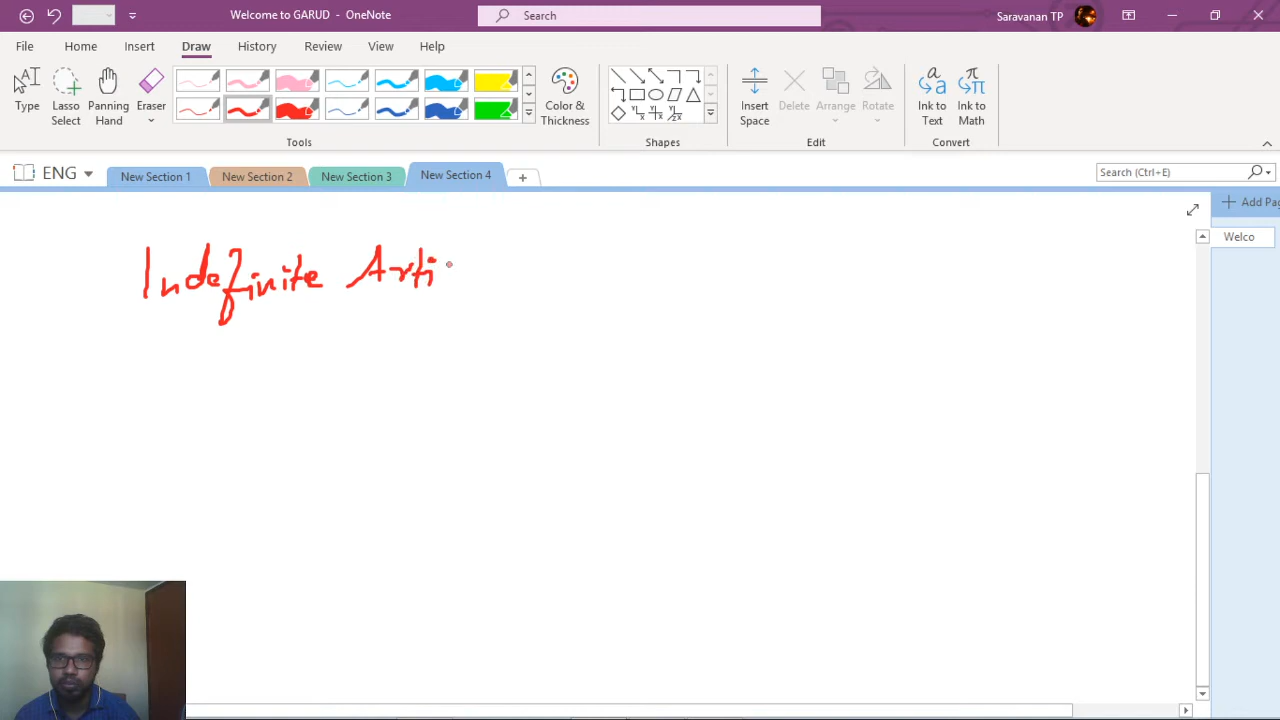 Welcome to GARUD - OneNote
Search
Saravanan TP
File Home Insert Draw History Review View Help
Type
Lasso Select
Panning Hand
Eraser
Color & Thickness
Insert Space
Delete
Arrange
Rotate
Ink to Text
Ink to Math
Tools Shapes Edit Convert
ENG New Section 1 New Section 2 New Section 3 New Section 4
Search (Ctrl+E)
Add Pag
Welco
Indefinite Arti